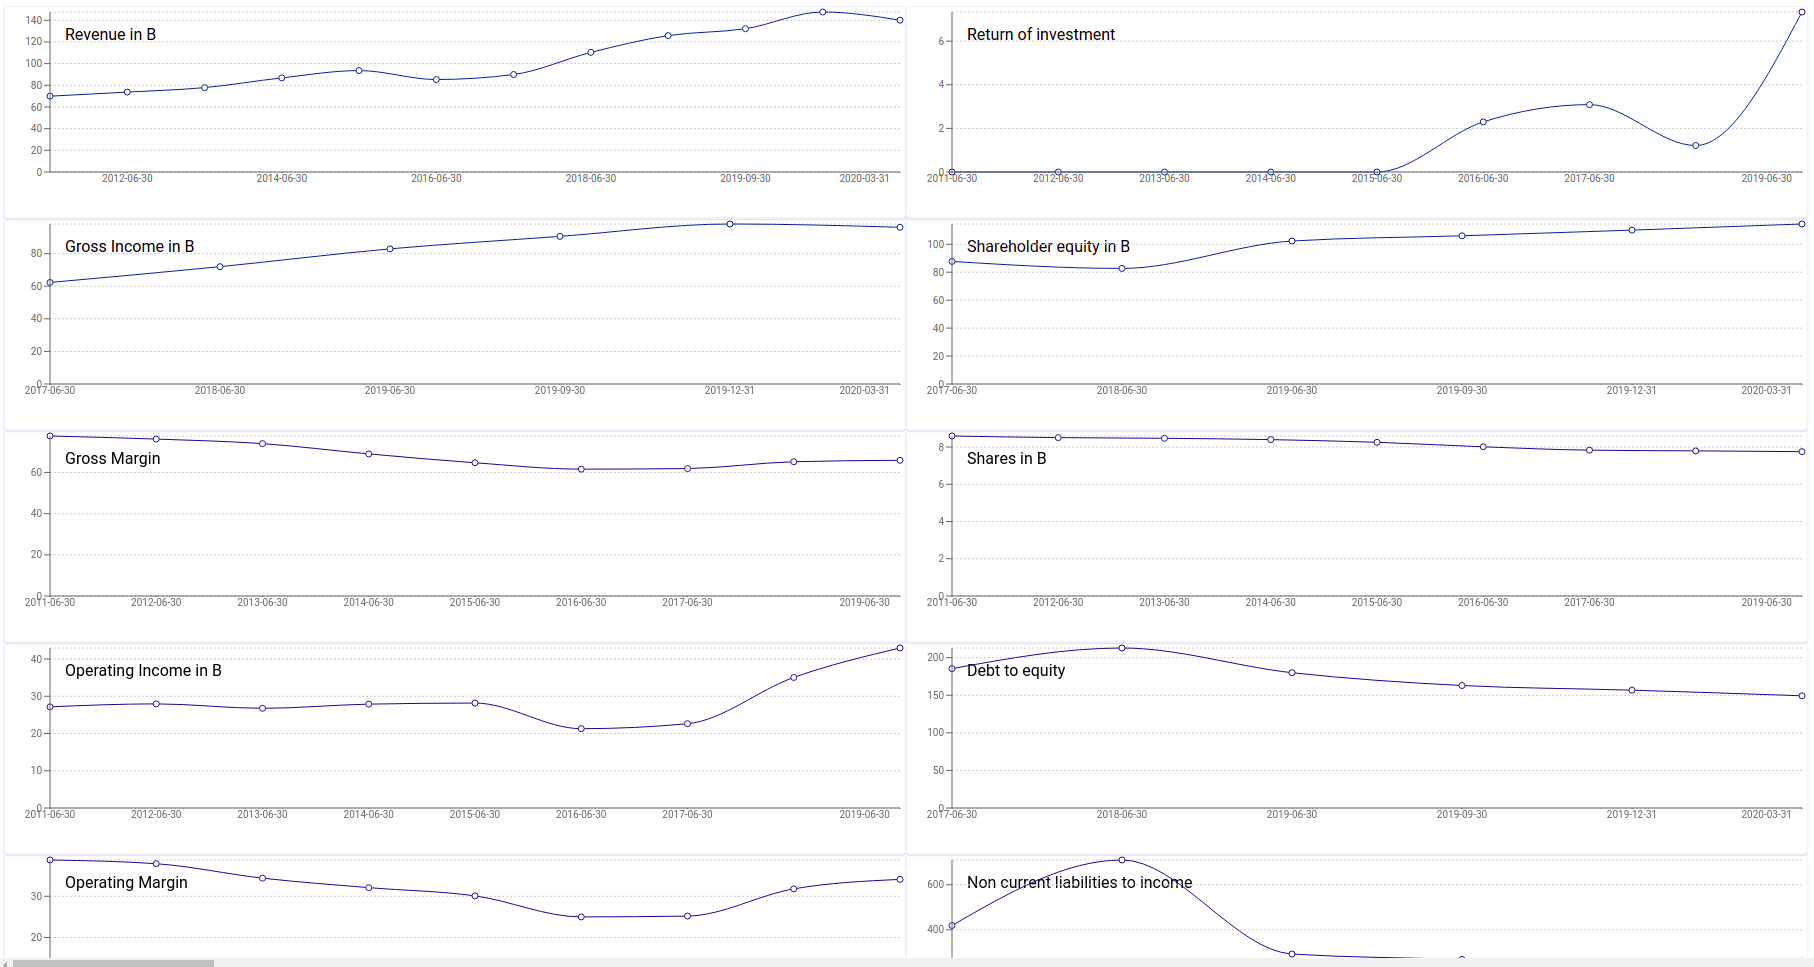 Revenue in B
140
120
100
80
60
40
20
0
2012-06-30 2014-06-30 2016-06-30 2018-06-30 2019-09-30 2020-03-31
Return of investment
6
4
2
0
2011-06-30 2012-06-30 2013-06-30 2014-06-30 2015-06-30 2016-06-30 2017-06-30 2019-06-30
Gross Income in B
80
60
40
20
0
2017-06-30 2018-06-30 2019-06-30 2019-09-30 2019-12-31 2020-03-31
Shareholder equity in B
100
80
60
40
20
0
2017-06-30 2018-06-30 2019-06-30 2019-09-30 2019-12-31 2020-03-31
Gross Margin
60
40
20
0
2011-06-30 2012-06-30 2013-06-30 2014-06-30 2015-06-30 2016-06-30 2017-06-30 2019-06-30
Shares in B
8
6
4
2
0
2011-06-30 2012-06-30 2013-06-30 2014-06-30 2015-06-30 2016-06-30 2017-06-30 2019-06-30
Operating Income in B
40
30
20
10
0
2011-06-30 2012-06-30 2013-06-30 2014-06-30 2015-06-30 2016-06-30 2017-06-30 2019-06-30
Debt to equity
200
150
100
50
0
2017-06-30 2018-06-30 2019-06-30 2019-09-30 2019-12-31 2020-03-31
Operating Margin
30
20
Non current liabilities to income
600
400